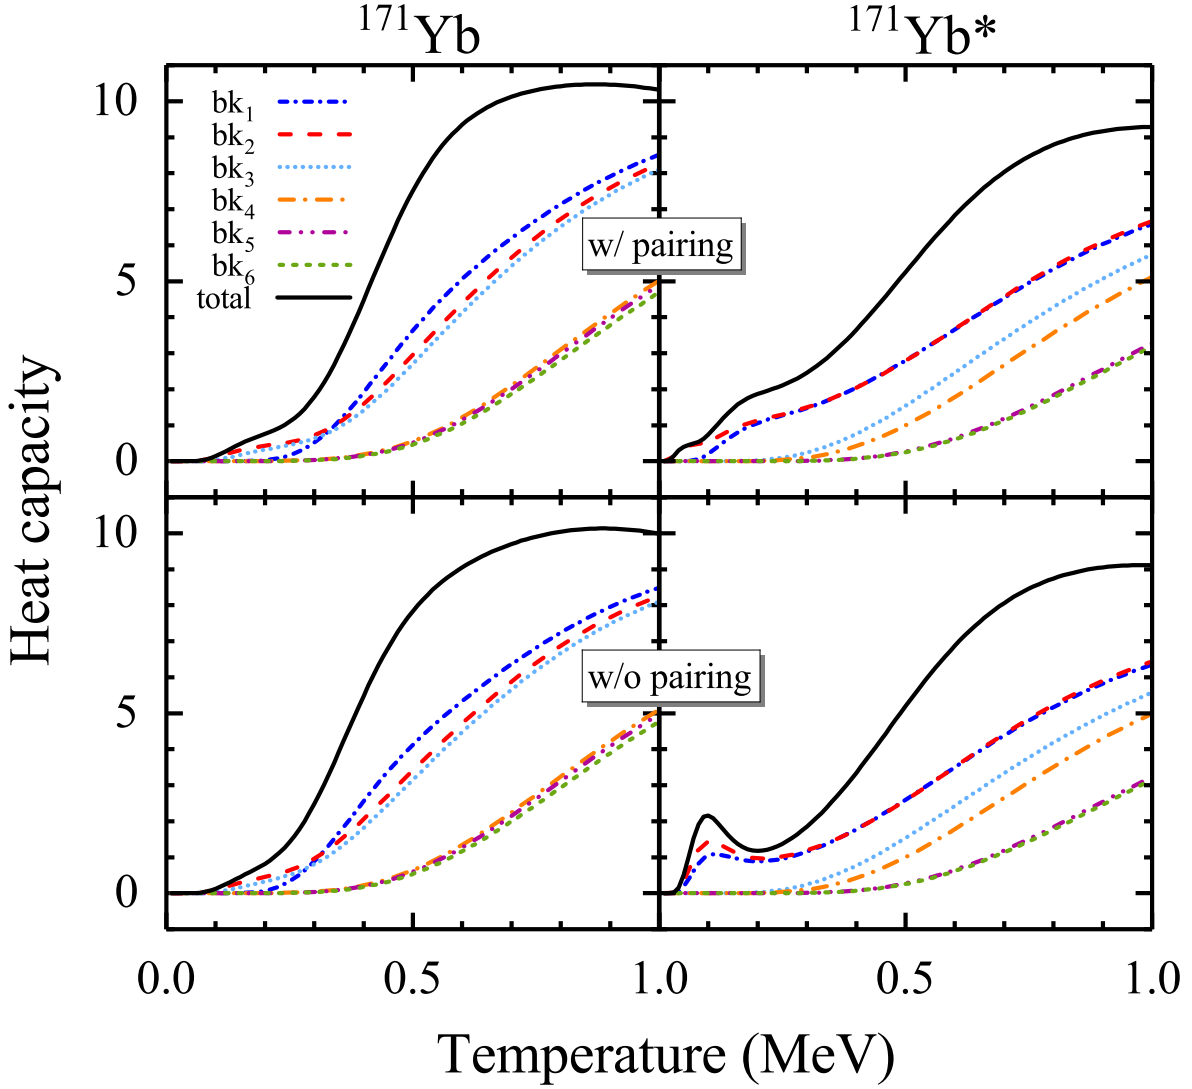 ¹⁷¹Yb
¹⁷¹Yb*
10
5
0
bk₁
bk₂
bk₃
bk₄
bk₅
bk₆
total
w/ pairing
Heat capacity
10
5
0
w/o pairing
0.0
0.5
1.0
0.5
1.0
Temperature (MeV)